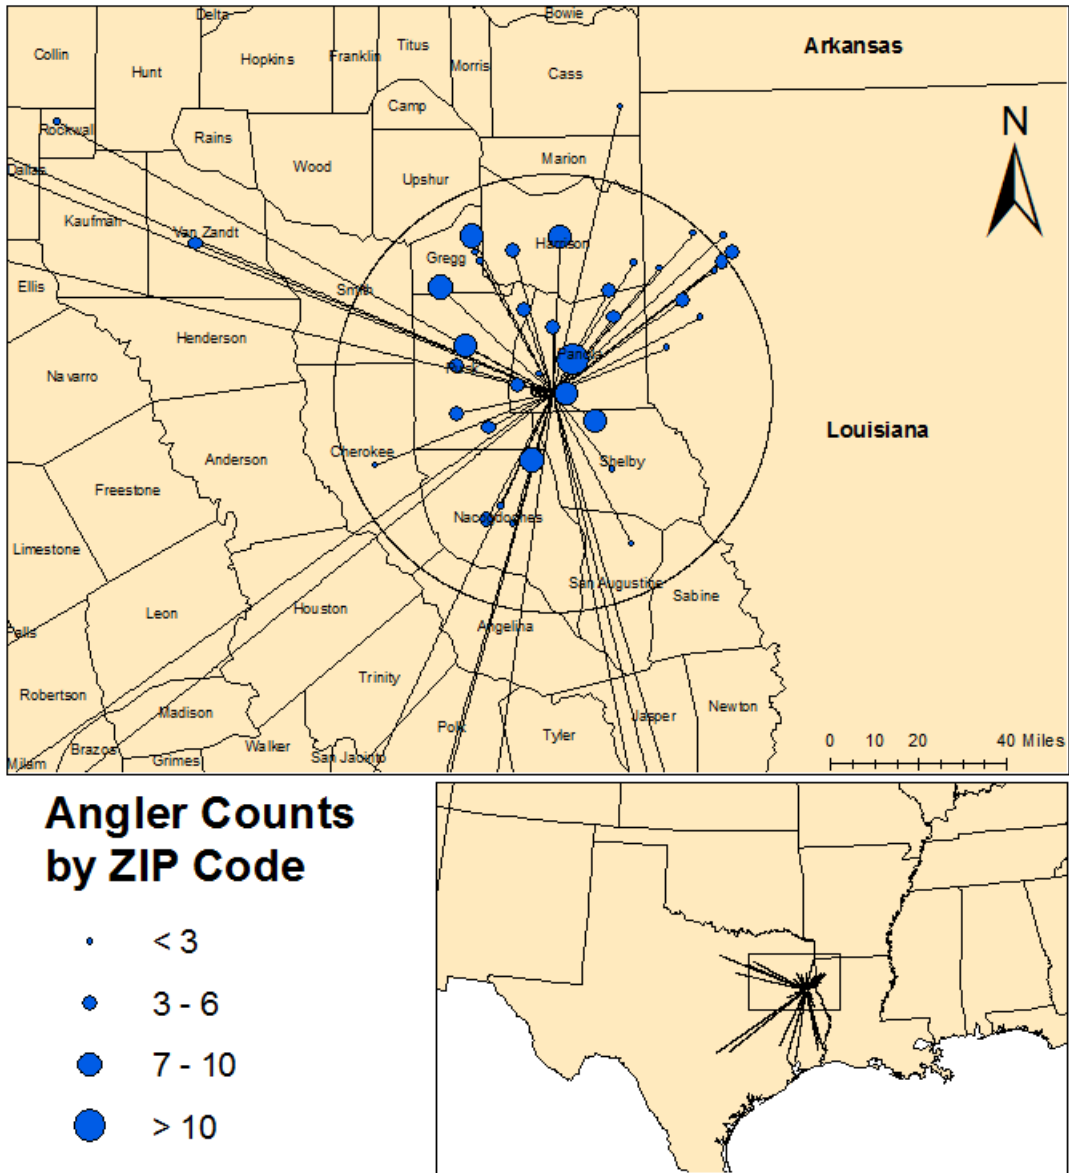 Delta
Bowie
Collin
Hunt
Hopkins
Franklin
Titus
Morris
Cass
Arkansas
Camp
N
Rockwall
Rains
Wood
Marion
Dallas
Upshur
Kaufman
Van Zandt
Harrison
Gregg
Ellis
Smith
Henderson
Panola
Rusk
Navarro
Louisiana
Cherokee
Anderson
Shelby
Freestone
Nacogdoches
Limestone
San Augustine
Sabine
Leon
Houston
Angelina
Falls
Trinity
Robertson
Newton
Madison
Jasper
Polk
Tyler
Brazos
Walker
San Jacinto
Milam
Grimes
0 10 20 40 Miles
Angler Counts
by ZIP Code
< 3
3 - 6
7 - 10
> 10